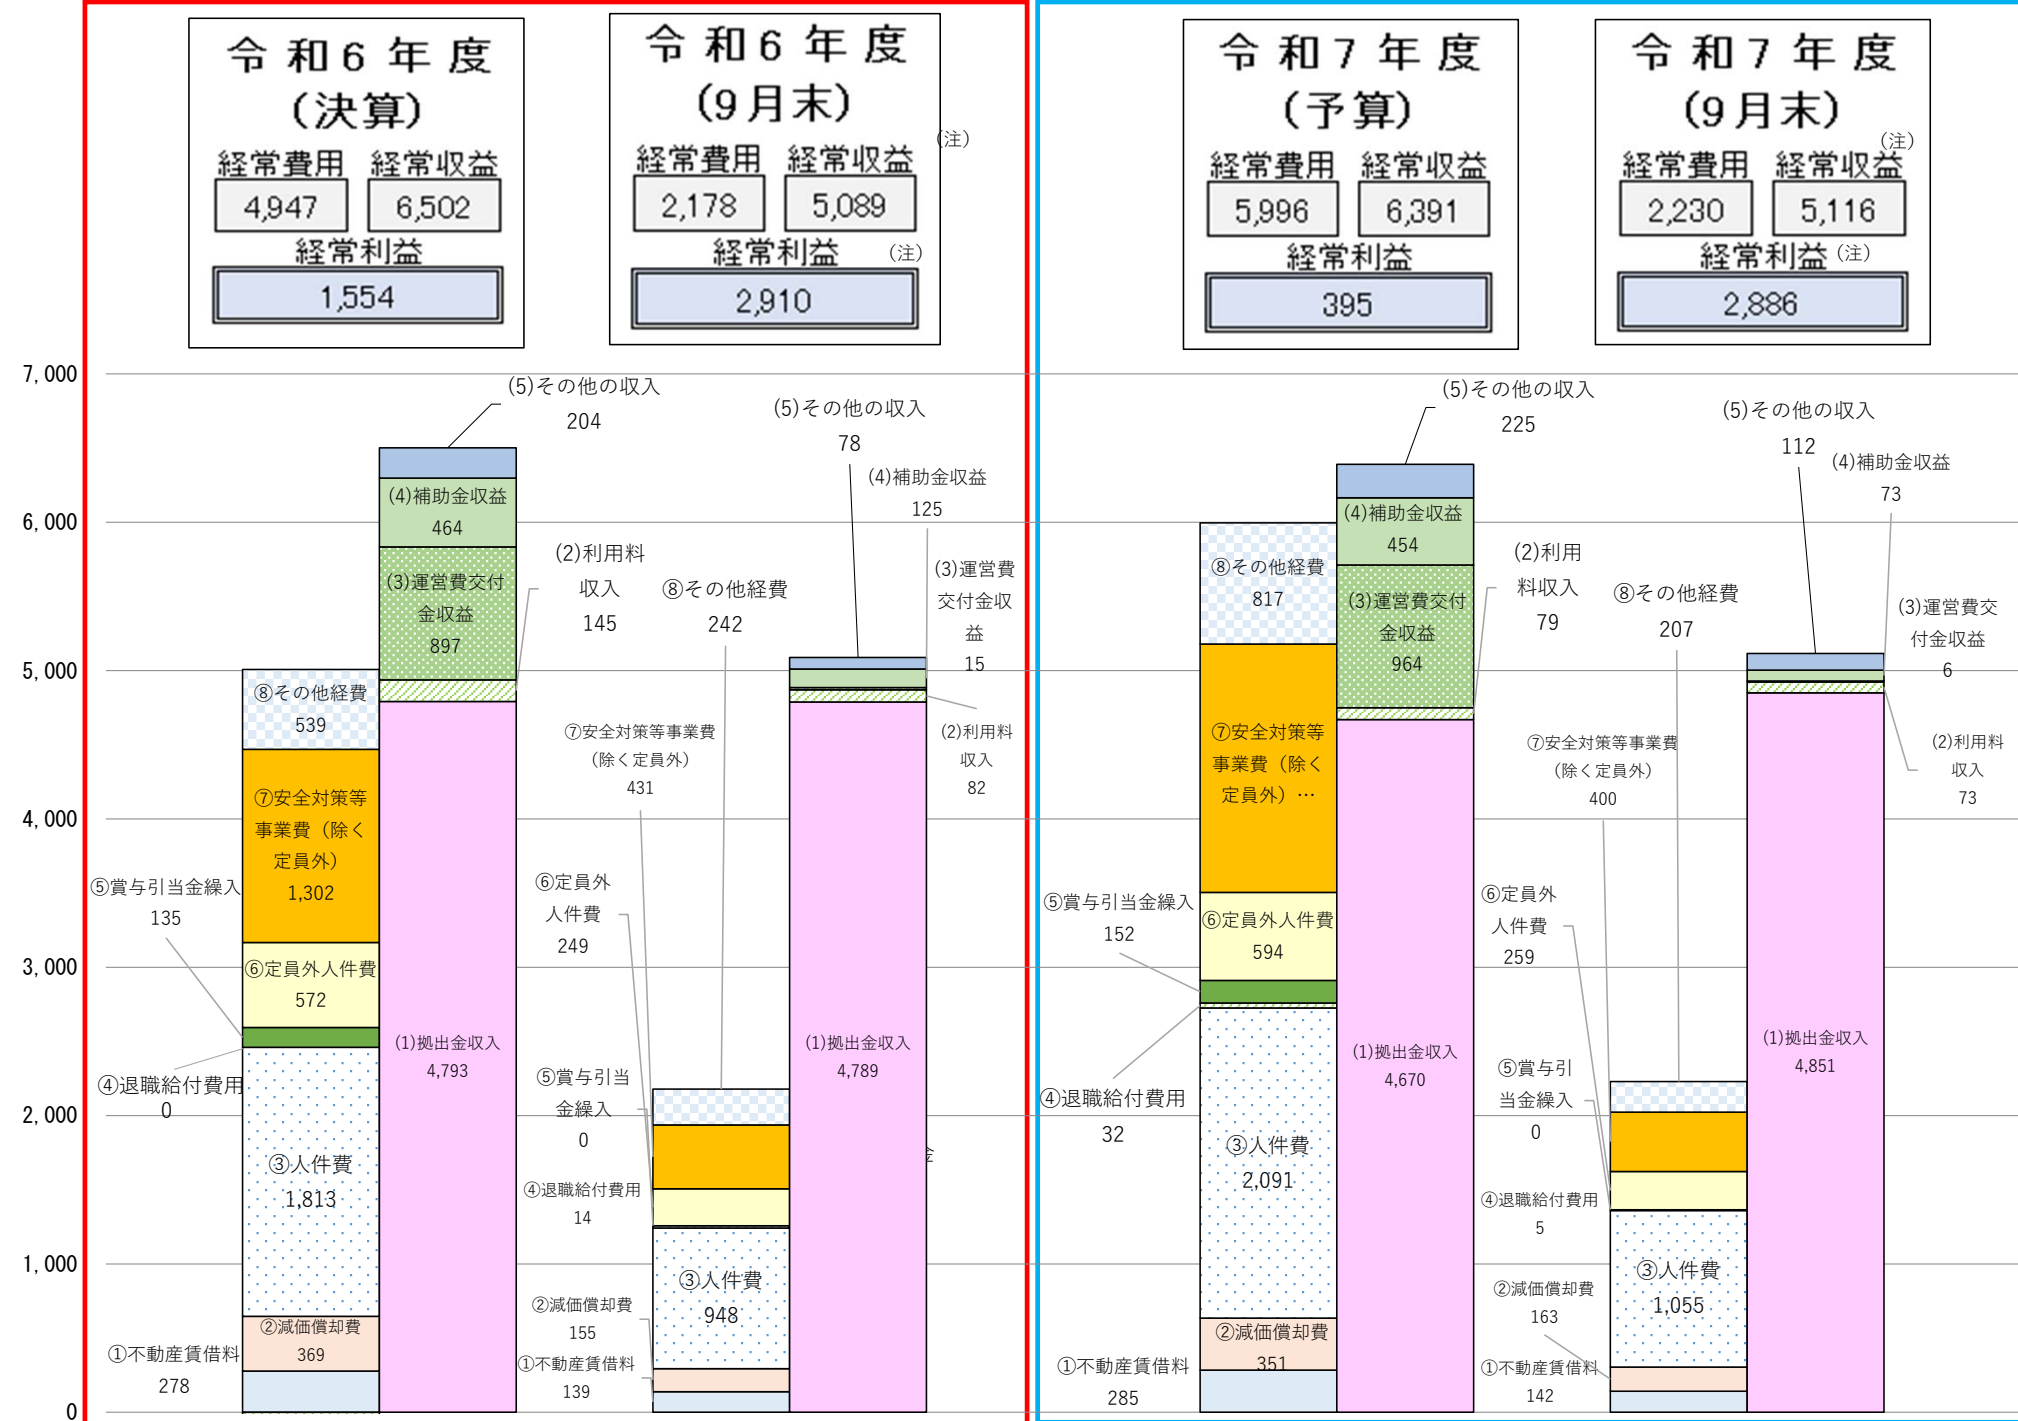 令和6年度
(決算)
経常費用 経常収益
4,947 6,502
経常利益
1,554
令和6年度
(9月末)
(注)
経常費用 経常収益
2,178 5,089
経常利益 (注)
2,910
令和7年度
(予算)
経常費用 経常収益
5,996 6,391
経常利益
395
令和7年度
(9月末)
(注)
経常費用 経常収益
2,230 5,116
経常利益 (注)
2,886
7,000
6,000
5,000
4,000
3,000
2,000
1,000
0
(5)その他の収入
204
(4)補助金収益
464
(3)運営費交付
金収益
897
(2)利用料
収入
145
(1)拠出金収入
4,793
⑧その他経費
539
⑦安全対策等
事業費（除く
定員外）
1,302
⑥定員外人件費
572
⑤賞与引当金繰入
135
④退職給付費用
0
③人件費
1,813
②減価償却費
369
①不動産賃借料
278
(5)その他の収入
78
(4)補助金収益
125
(3)運営費
交付金収
益
15
(2)利用料
収入
82
(1)拠出金収入
4,789
⑧その他経費
242
⑦安全対策等事業費
（除く定員外）
431
⑥定員外
人件費
249
⑤賞与引当
金繰入
0
④退職給付費用
14
③人件費
948
②減価償却費
155
①不動産賃借料
139
(5)その他の収入
225
(4)補助金収益
454
(3)運営費交付
金収益
964
(2)利用
料収入
79
(1)拠出金収入
4,670
⑧その他経費
817
⑦安全対策等
事業費（除く
定員外）…
⑥定員外人件費
594
⑤賞与引当金繰入
152
④退職給付費用
32
③人件費
2,091
②減価償却費
351
①不動産賃借料
285
(5)その他の収入
112
(4)補助金収益
73
(3)運営費交
付金収益
6
(2)利用料
収入
73
(1)拠出金収入
4,851
⑧その他経費
207
⑦安全対策等事業費
（除く定員外）
400
⑥定員外
人件費
259
⑤賞与引
当金繰入
0
④退職給付費用
5
③人件費
1,055
②減価償却費
163
①不動産賃借料
142